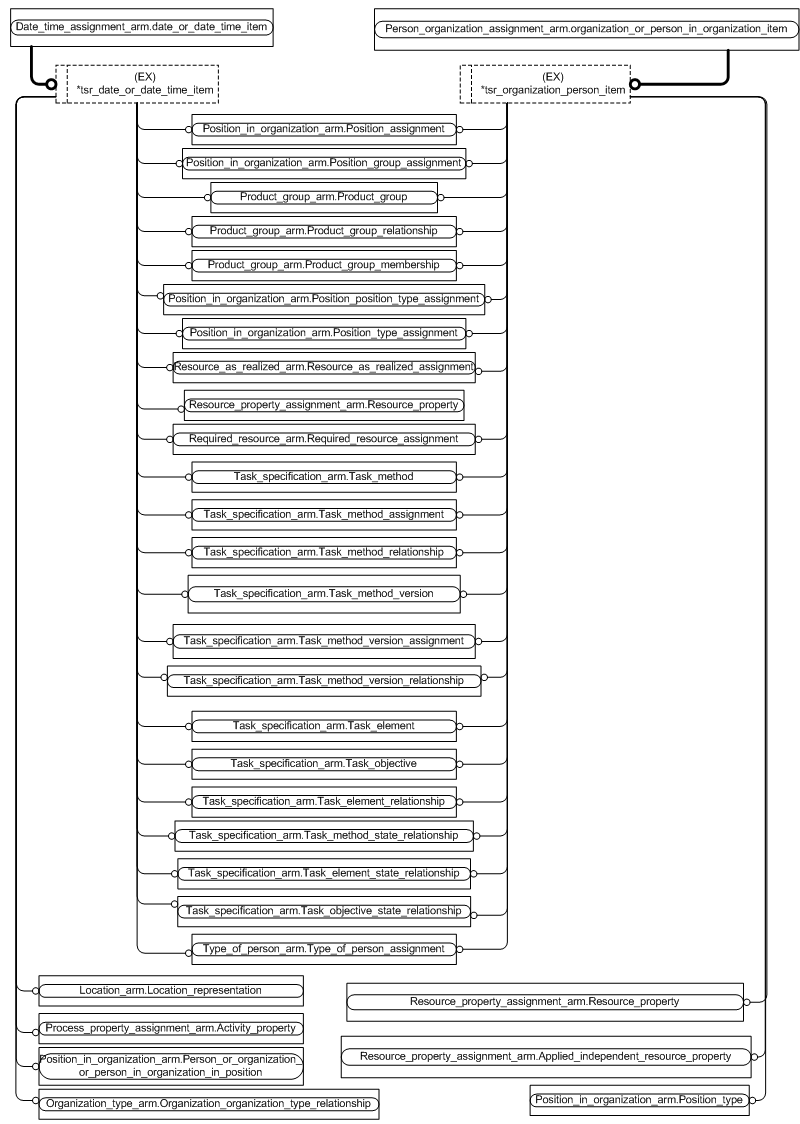 Date_time_assignment_arm.date_or_date_time_item
Person_organization_assignment_arm.organization_or_person_in_organization_item
(EX)
*tsr_date_or_date_time_item
(EX)
*tsr_organization_person_item
Position_in_organization_arm.Position_assignment
Position_in_organization_arm.Position_group_assignment
Product_group_arm.Product_group
Product_group_arm.Product_group_relationship
Product_group_arm.Product_group_membership
Position_in_organization_arm.Position_position_type_assignment
Position_in_organization_arm.Position_type_assignment
Resource_as_realized_arm.Resource_as_realized_assignment
Resource_property_assignment_arm.Resource_property
Required_resource_arm.Required_resource_assignment
Task_specification_arm.Task_method
Task_specification_arm.Task_method_assignment
Task_specification_arm.Task_method_relationship
Task_specification_arm.Task_method_version
Task_specification_arm.Task_method_version_assignment
Task_specification_arm.Task_method_version_relationship
Task_specification_arm.Task_element
Task_specification_arm.Task_objective
Task_specification_arm.Task_element_relationship
Task_specification_arm.Task_method_state_relationship
Task_specification_arm.Task_element_state_relationship
Task_specification_arm.Task_objective_state_relationship
Type_of_person_arm.Type_of_person_assignment
Location_arm.Location_representation
Process_property_assignment_arm.Activity_property
Position_in_organization_arm.Person_or_organization_
or_person_in_organization_in_position
Organization_type_arm.Organization_organization_type_relationship
Resource_property_assignment_arm.Resource_property
Resource_property_assignment_arm.Applied_independent_resource_property
Position_in_organization_arm.Position_type